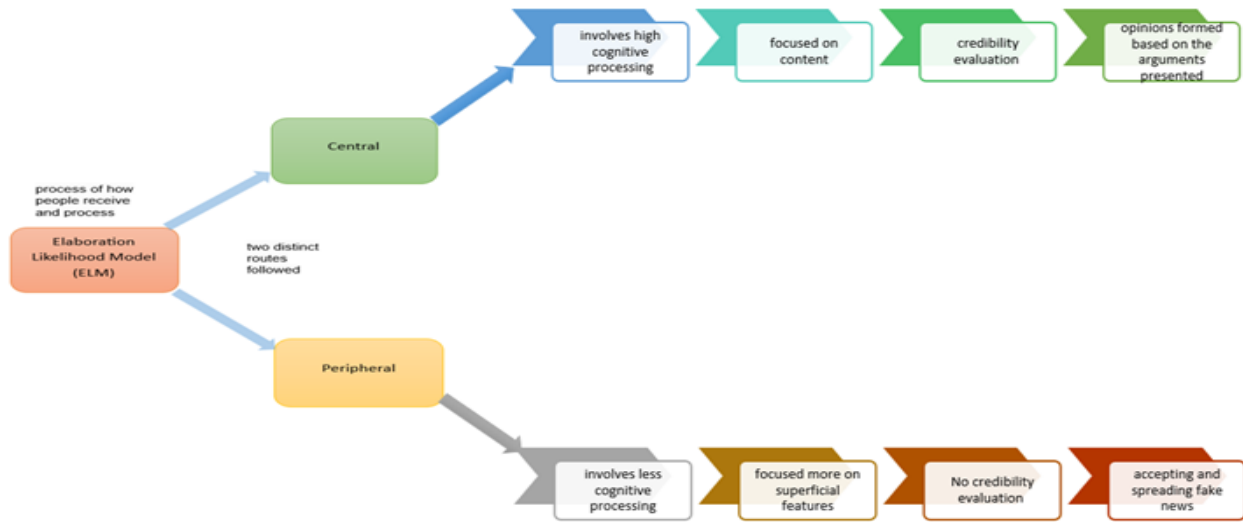 involves high
cognitive
processing
focused on
content
credibility
evaluation
opinions formed
based on the
arguments
presented
Central
process of how
people receive
and process
Elaboration
Likelihood Model
(ELM)
two distinct
routes
followed
Peripheral
involves less
cognitive
processing
focused more on
superficial
features
No credibility
evaluation
accepting and
spreading fake
news